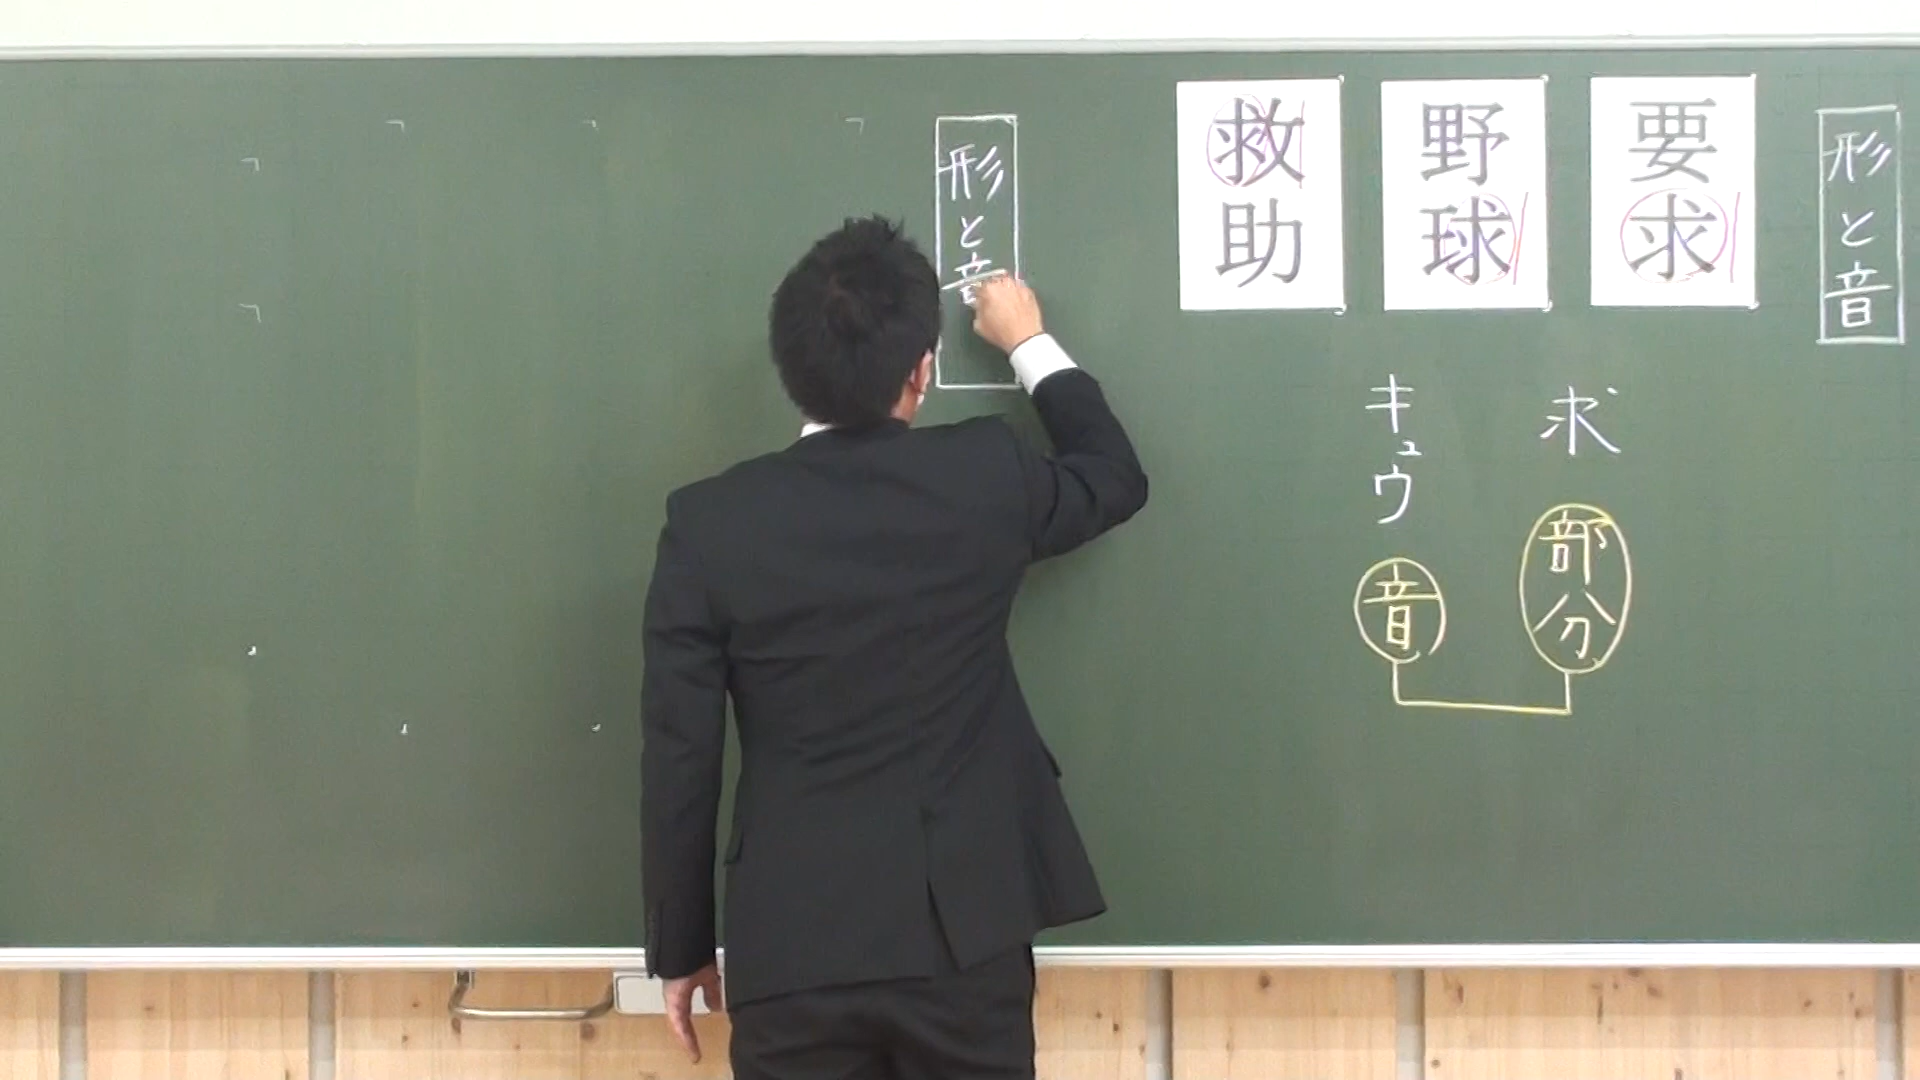 形と音
要求
野球
救助
求
部分
キュウ
音
形と音